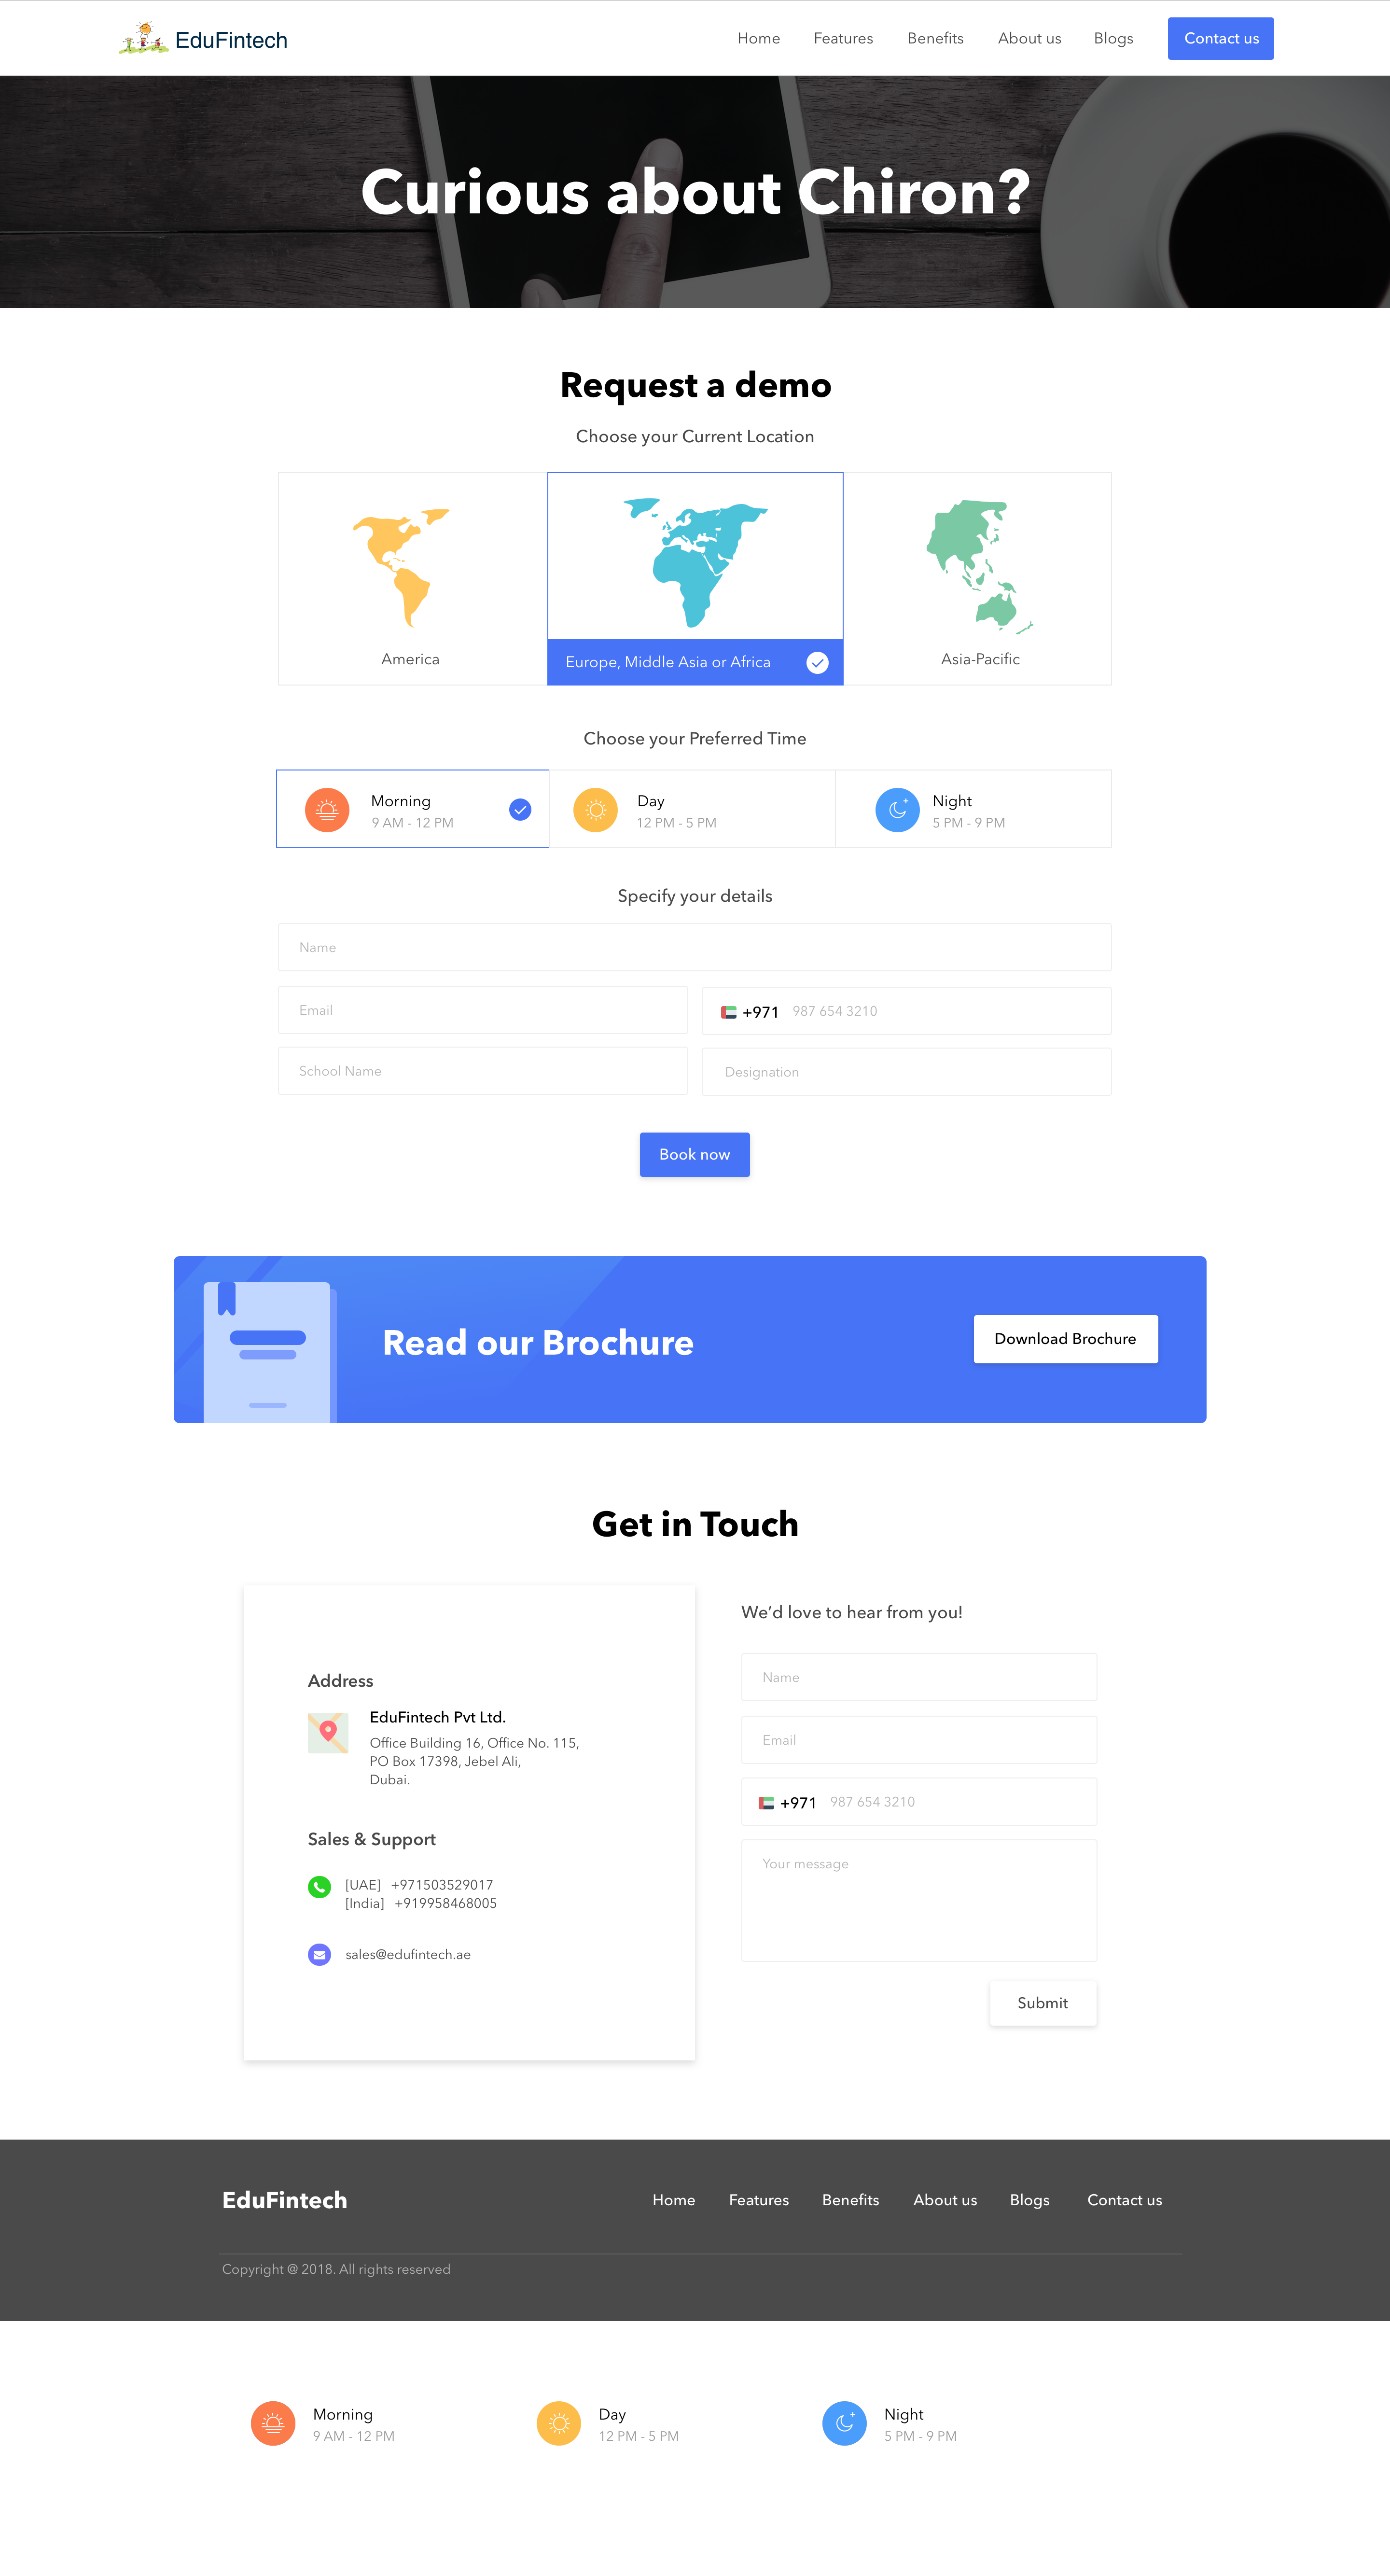 EduFintech
Home Features Benefits About us Blogs Contact us
Curious about Chiron?
Request a demo
Choose your Current Location
America
Europe, Middle Asia or Africa
Asia-Pacific
Choose your Preferred Time
Morning
9 AM - 12 PM
Day
12 PM - 5 PM
Night
5 PM - 9 PM
Specify your details
Name
Email
+971 987 654 3210
School Name
Designation
Book now
Read our Brochure
Download Brochure
Get in Touch
Address
EduFintech Pvt Ltd.
Office Building 16, Office No. 115,
PO Box 17398, Jebel Ali,
Dubai.
Sales & Support
[UAE] +971503529017
[India] +919958468005
sales@edufintech.ae
We’d love to hear from you!
Name
Email
+971 987 654 3210
Your message
Submit
EduFintech
Home Features Benefits About us Blogs Contact us
Copyright @ 2018. All rights reserved
Morning
9 AM - 12 PM
Day
12 PM - 5 PM
Night
5 PM - 9 PM